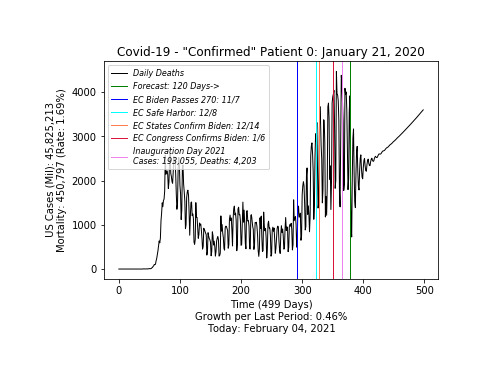 Covid-19 - "Confirmed" Patient 0: January 21, 2020
Daily Deaths
Forecast: 120 Days->
EC Biden Passes 270: 11/7
EC Safe Harbor: 12/8
EC States Confirm Biden: 12/14
EC Congress Confirms Biden: 1/6
Inauguration Day 2021
Cases: 193,055, Deaths: 4,203
US Cases (Mil): 45,825,213
Mortality: 450,797 (Rate: 1.69%)
4000
3000
2000
1000
0
0 100 200 300 400 500
Time (499 Days)
Growth per Last Period: 0.46%
Today: February 04, 2021